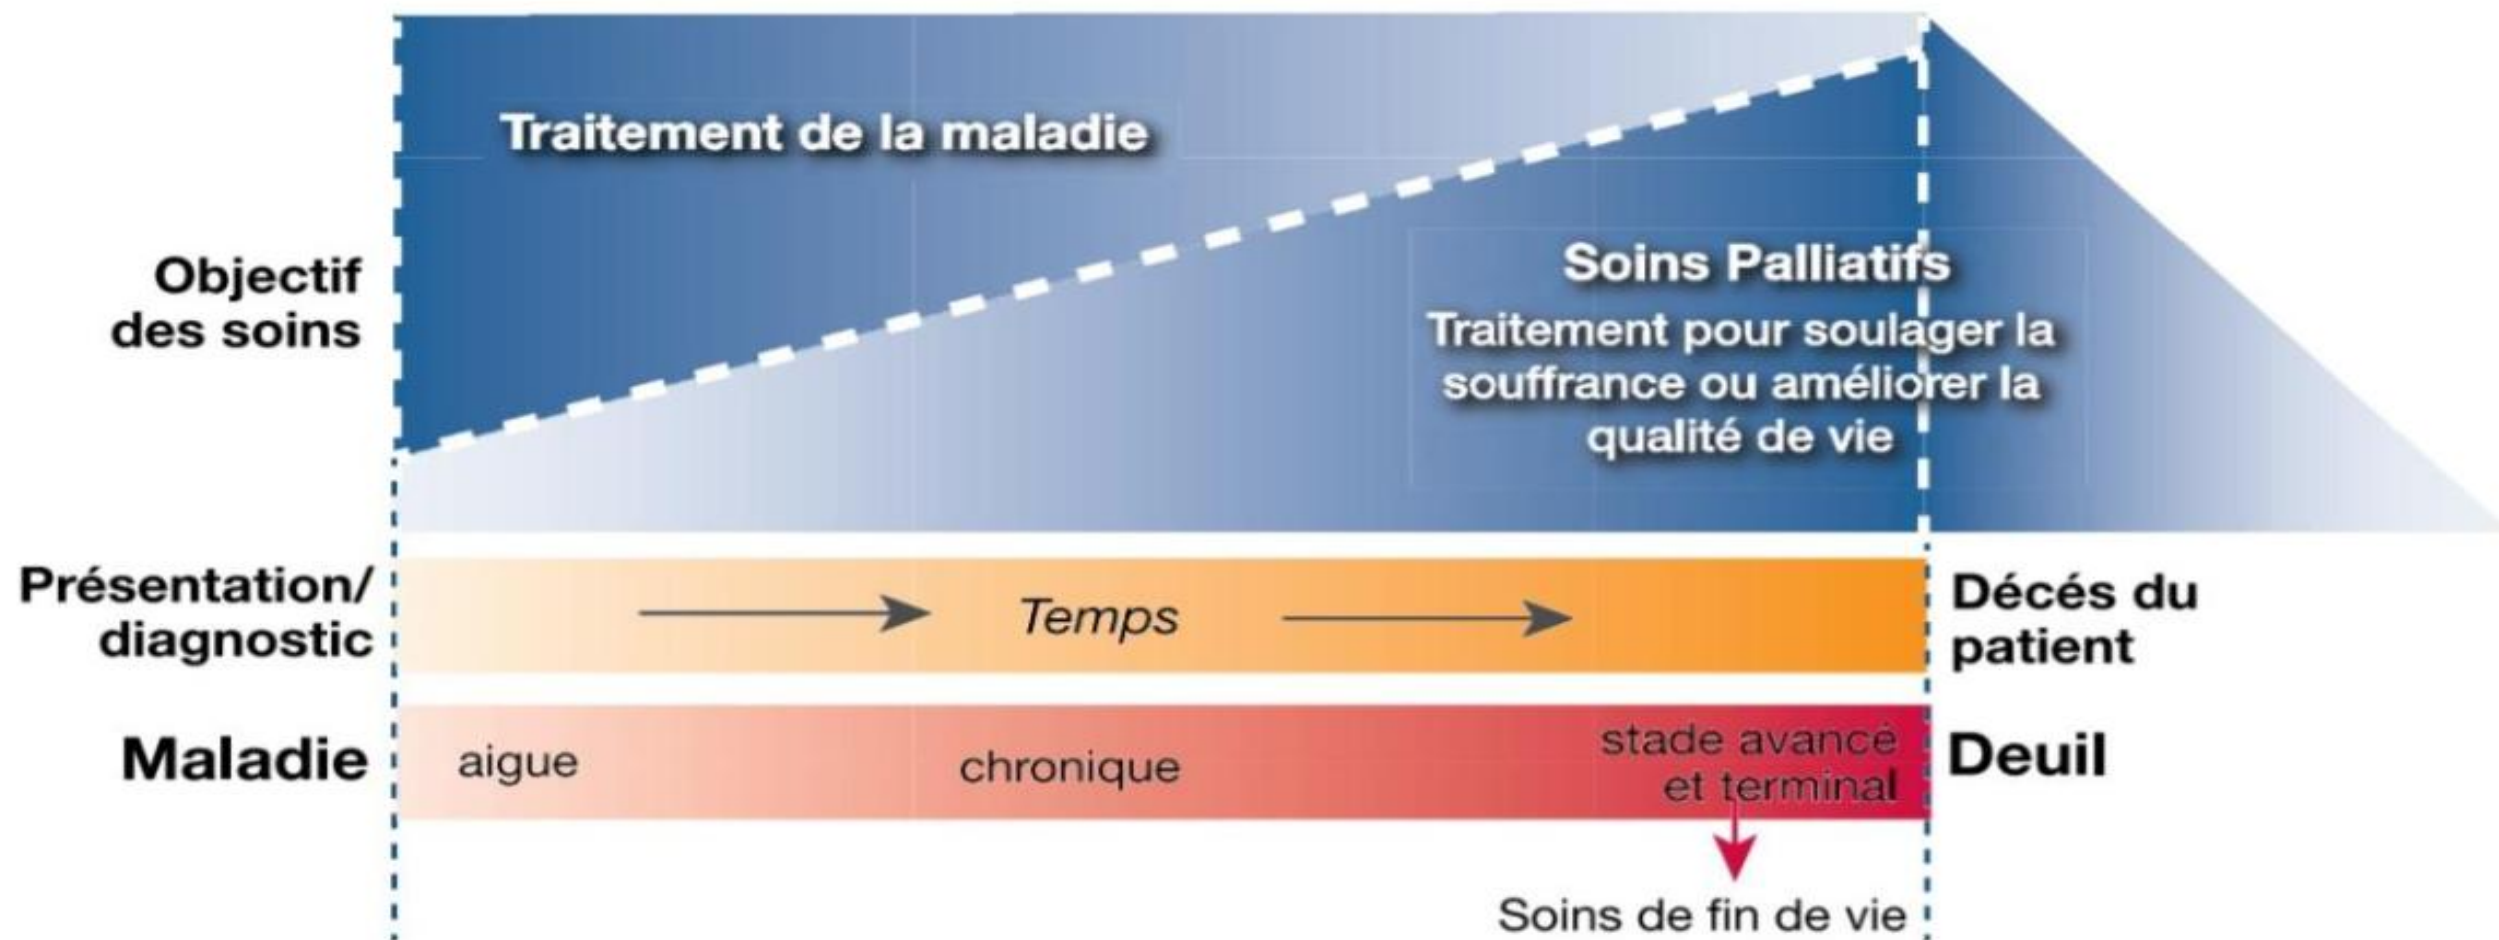 Traitement de la maladie
Objectif
des soins
Soins Palliatifs
Traitement pour soulager la
souffrance ou améliorer la
qualité de vie
Présentation/
diagnostic
Temps
Décés du
patient
Maladie
aigue
chronique
stade avancé
et terminal
Deuil
Soins de fin de vie